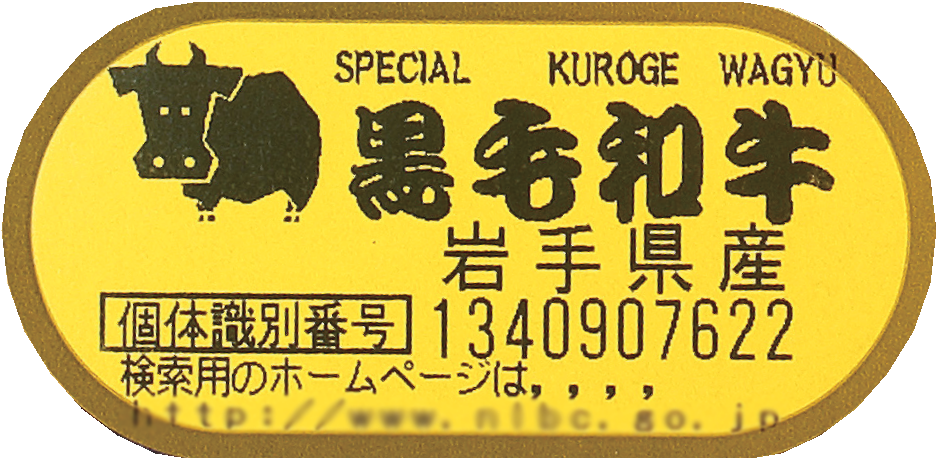 SPECIAL KUROGE WAGYU
黒毛和牛
岩手県産
個体識別番号 1340907622
検索用のホームページは，，，，
http://www.nlbc.go.jp